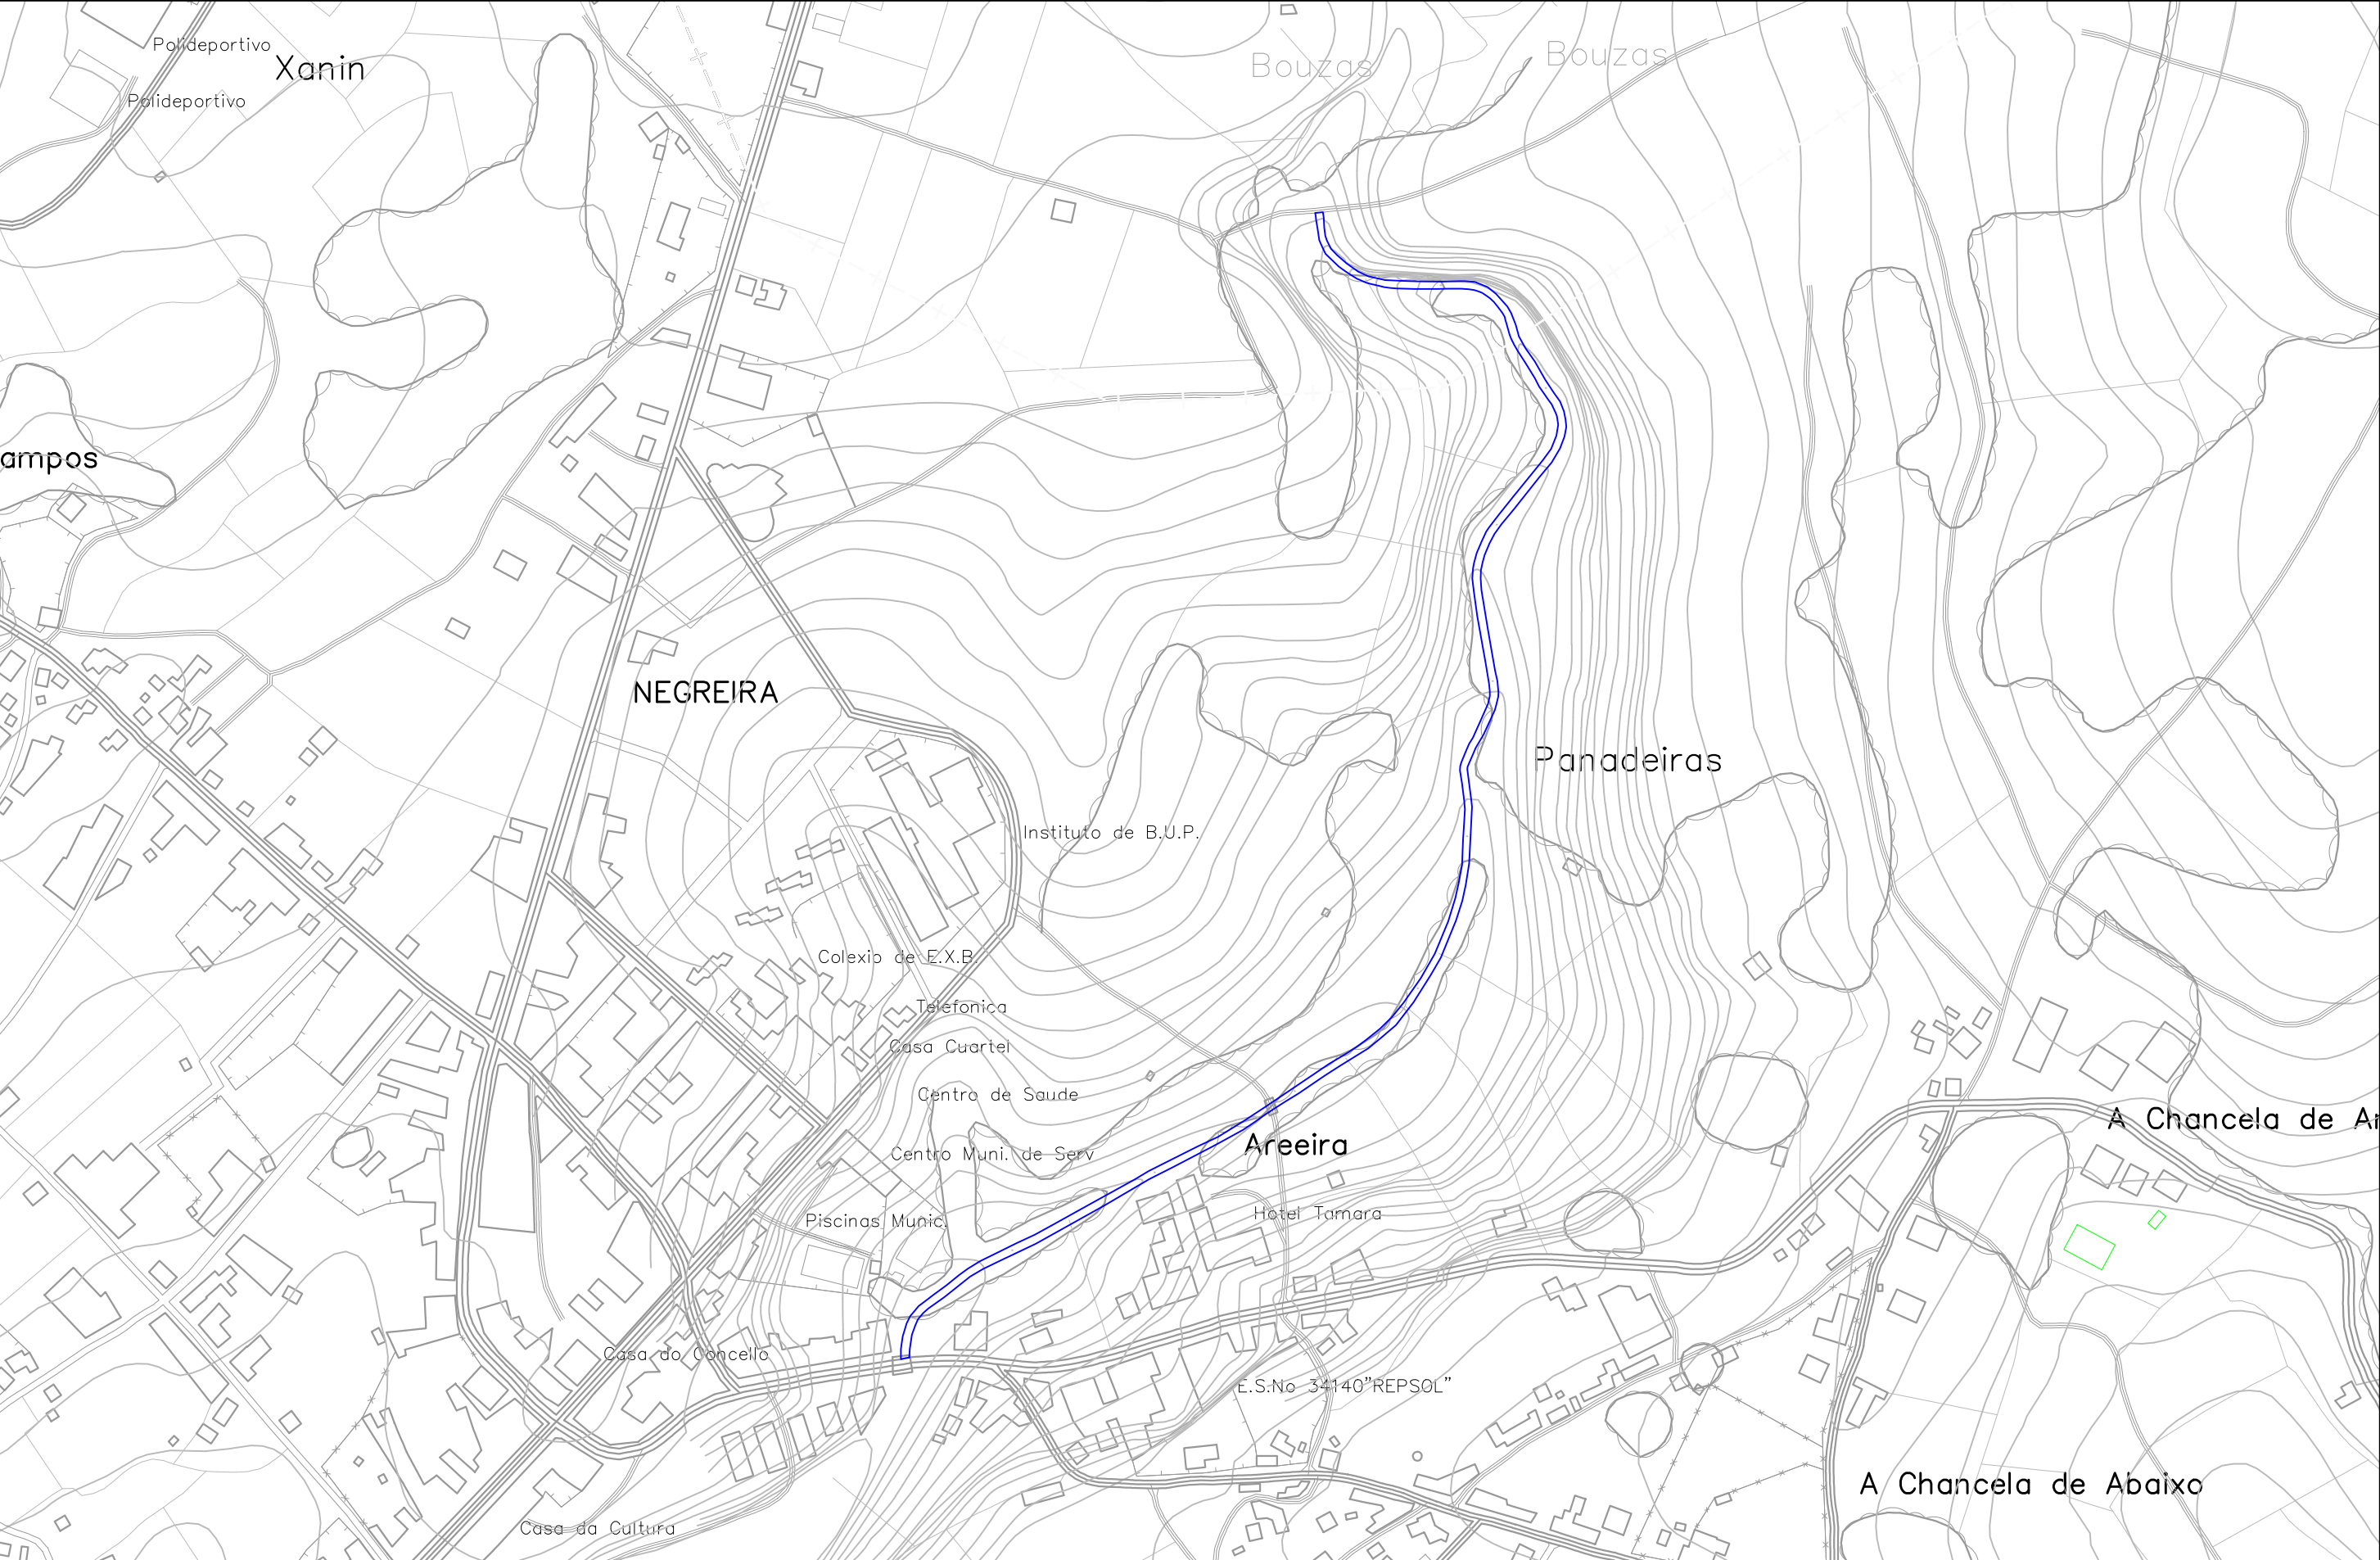 Polideportivo
Xanin
Bouzas
Bouzas
Polideportivo
ampos
NEGREIRA
Panadeiras
Instituto de B.U.P.
Colexio de E.X.B
Telefonica
Casa Cuartel
Centro de Saude
A Chancela de Ar
Areeira
Centro Muni. de Serv
Hotel Tamara
Piscinas Munic.
Casa do Concello
E.S.No 34140"REPSOL"
A Chancela de Abaixo
Casa da Cultura